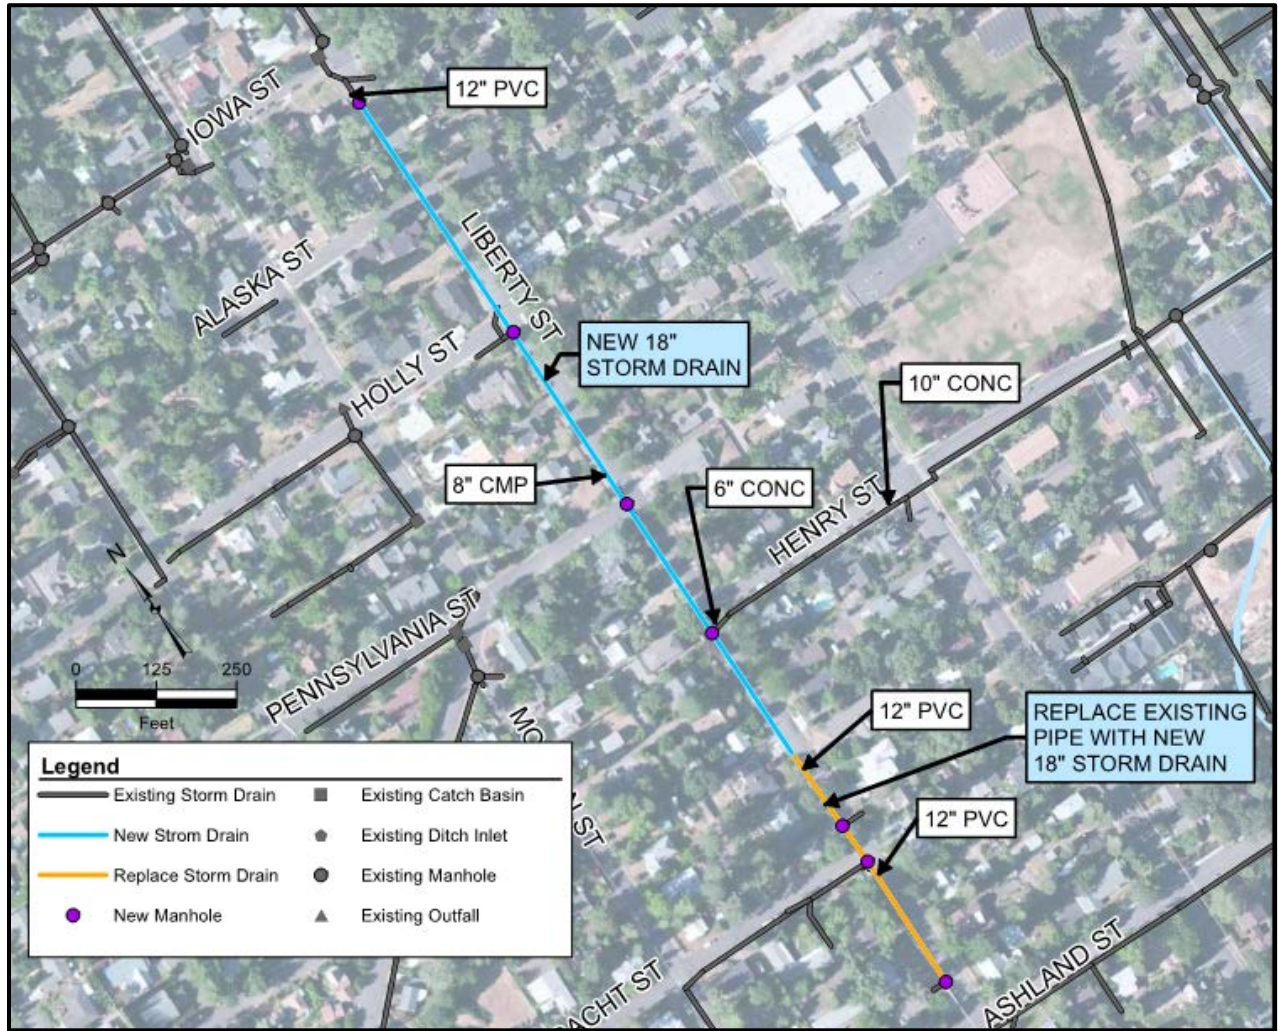 12" PVC
IOWA ST
LIBERTY ST
ALASKA ST
NEW 18"
STORM DRAIN
HOLLY ST
10" CONC
8" CMP
6" CONC
HENRY ST
N
PENNSYLVANIA ST
0 125 250
Feet
12" PVC
REPLACE EXISTING
PIPE WITH NEW
18" STORM DRAIN
12" PVC
ASHLAND ST
ST
Legend
Existing Storm Drain
Existing Catch Basin
New Strom Drain
Existing Ditch Inlet
Replace Storm Drain
Existing Manhole
New Manhole
Existing Outfall